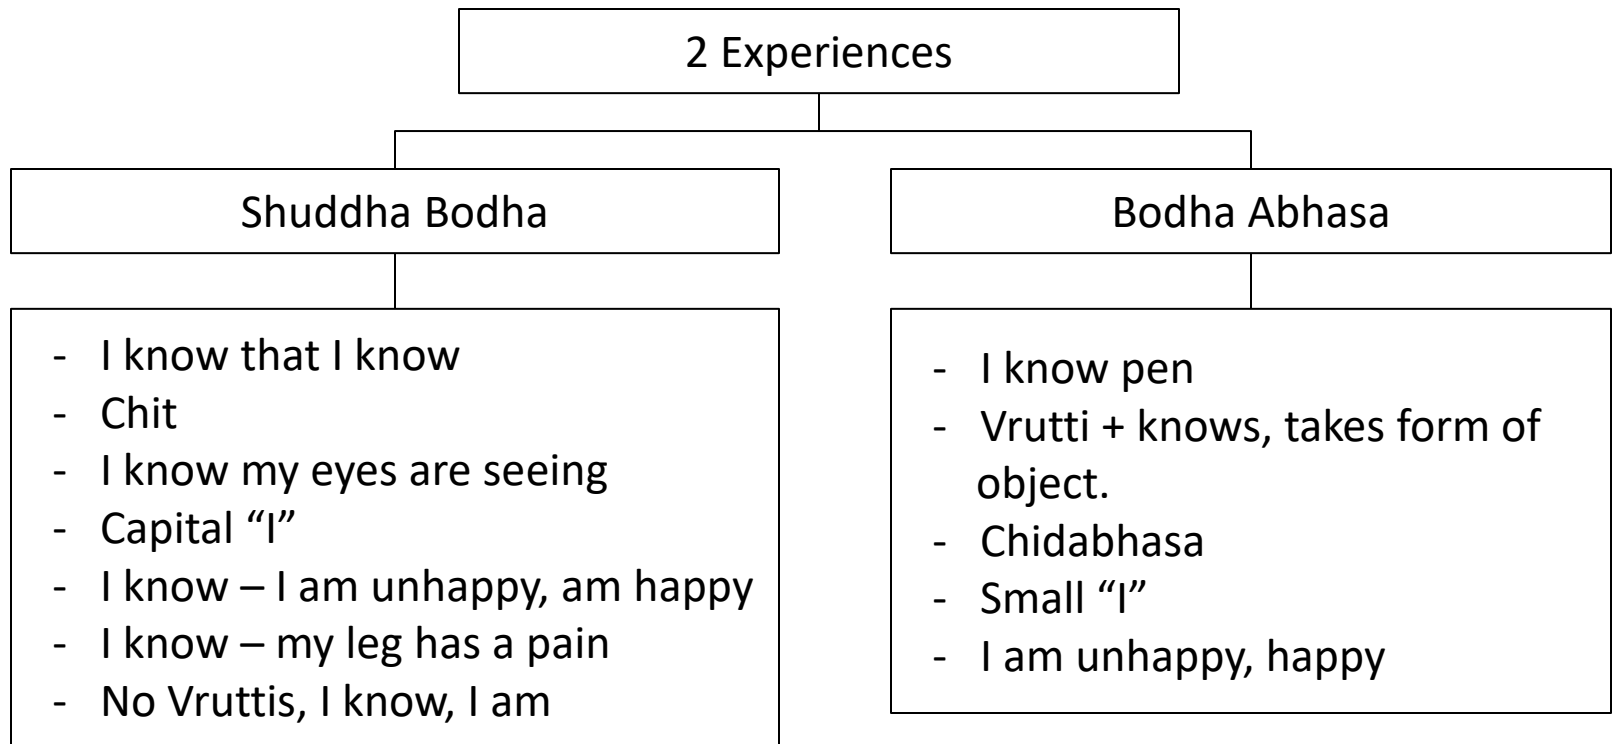 2 Experiences
Shuddha Bodha
- I know that I know
- Chit
- I know my eyes are seeing
- Capital “I”
- I know – I am unhappy, am happy
- I know – my leg has a pain
- No Vruttis, I know, I am
Bodha Abhasa
- I know pen
- Vrutti + knows, takes form of
object.
- Chidabhasa
- Small “I”
- I am unhappy, happy